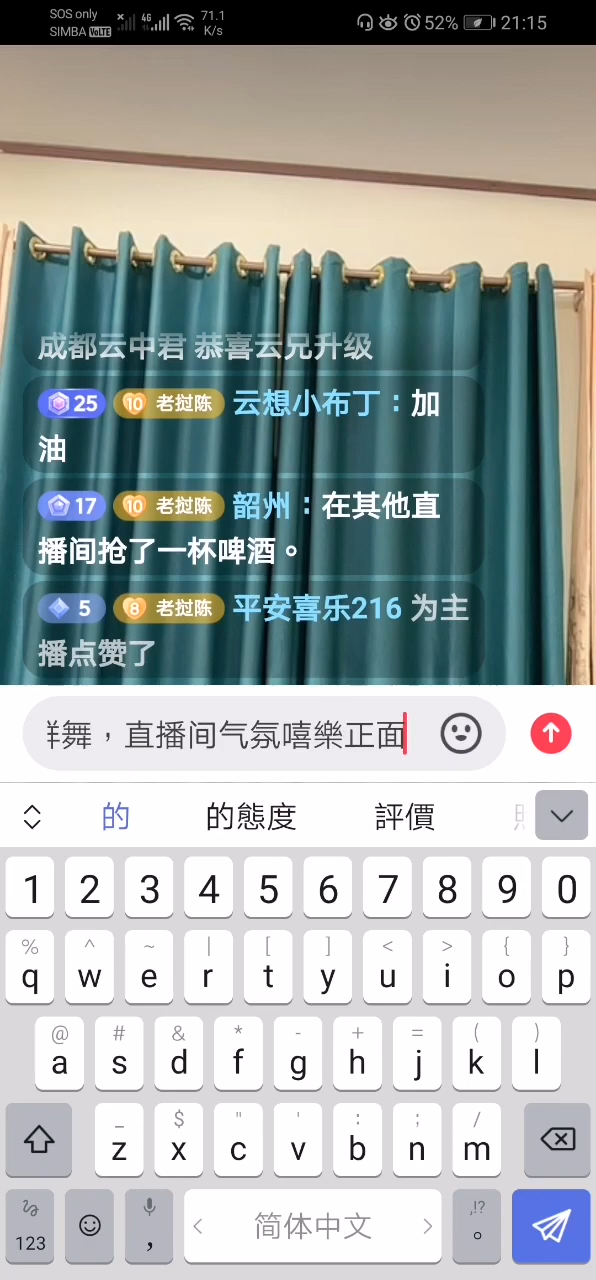 SOS only
SIMBA VoLTE
4G
71.1
K/s
52%
21:15
成都云中君 恭喜云兄升级
25 10 老挝陈 云想小布丁：加
油
17 10 老挝陈 韶州：在其他直
播间抢了一杯啤酒。
5 8 老挝陈 平安喜乐216 为主
播点赞了
舞，直播间气氛嘻樂正面
的 的態度 評價
1 2 3 4 5 6 7 8 9 0
% ^ ~ | [ ] < > { }
q w e r t y u i o p
@ # & * - + = ( )
a s d f g h j k l
_ $ " ' : ; /
z x c v b n m
,!?
123 , 简体中文 。